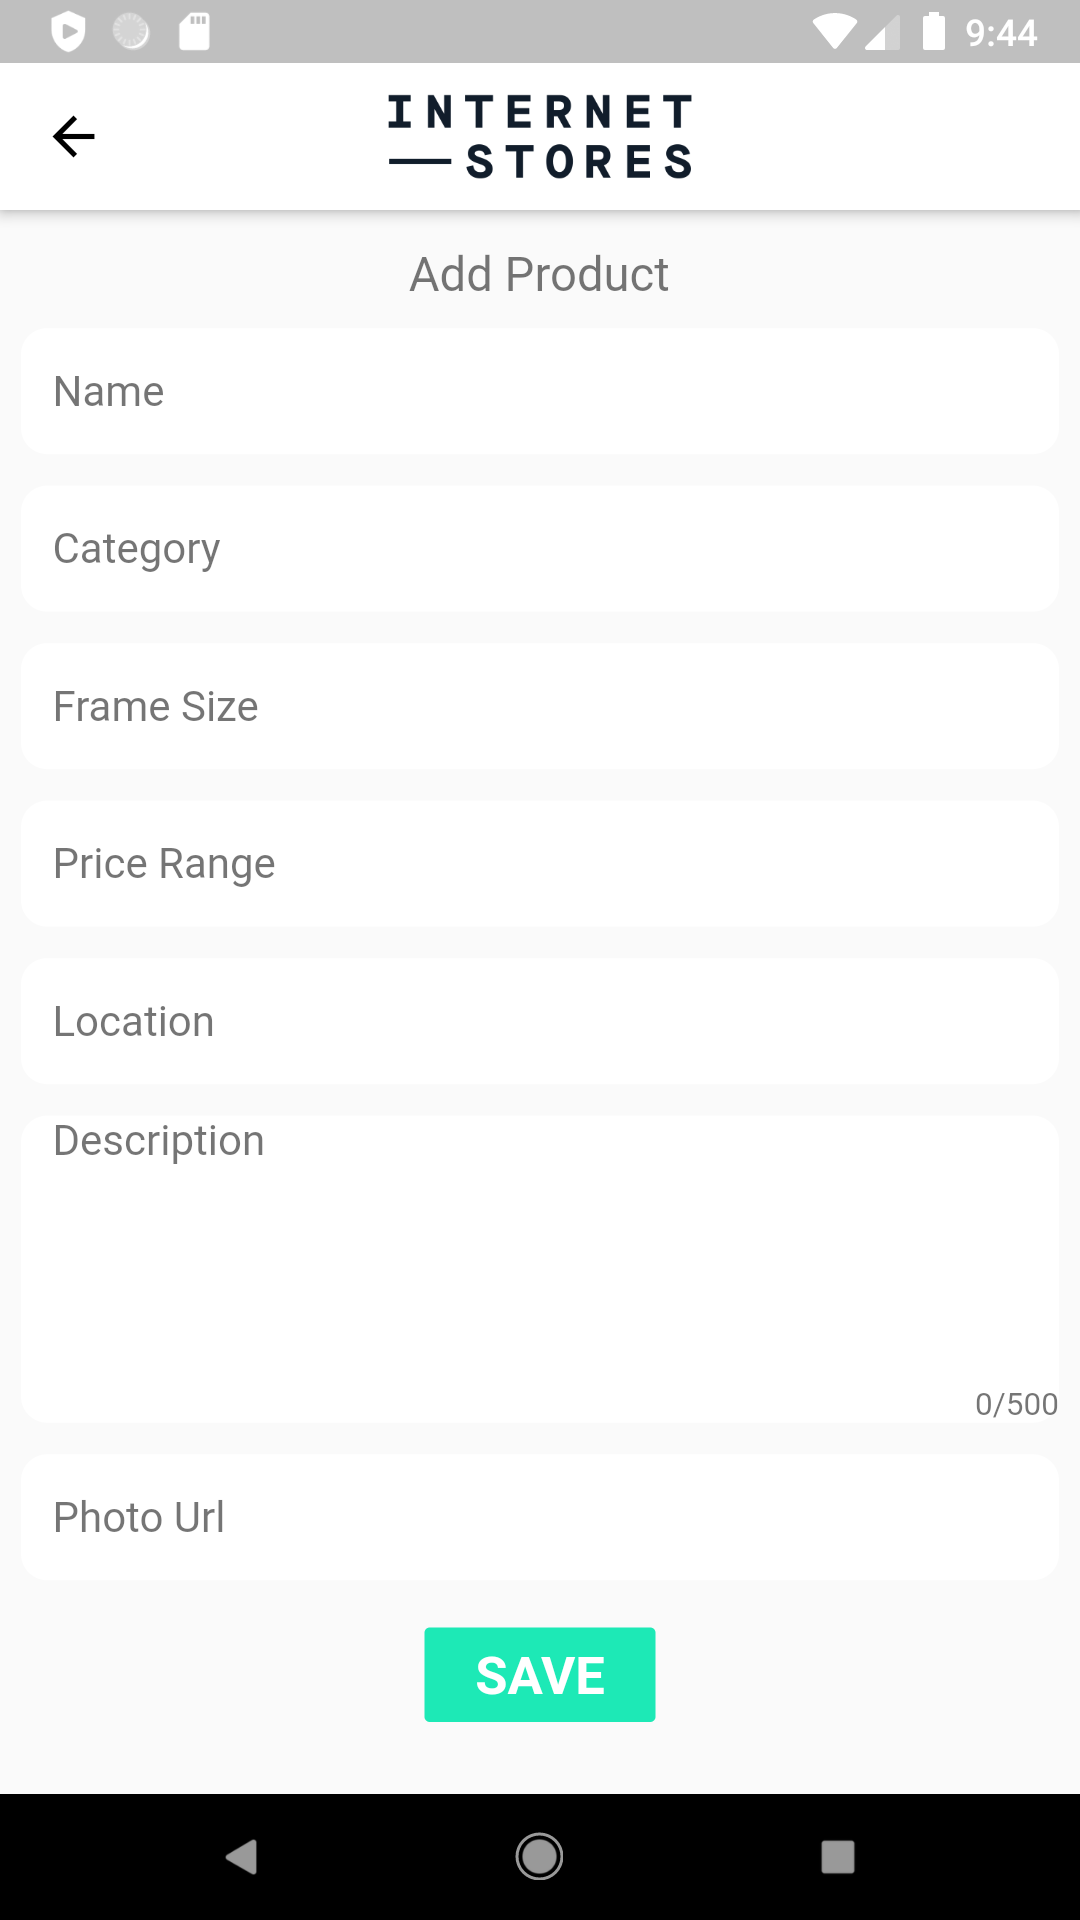 9:44
INTERNET
—STORES
Add Product
Name
Category
Frame Size
Price Range
Location
Description
0/500
Photo Url
SAVE